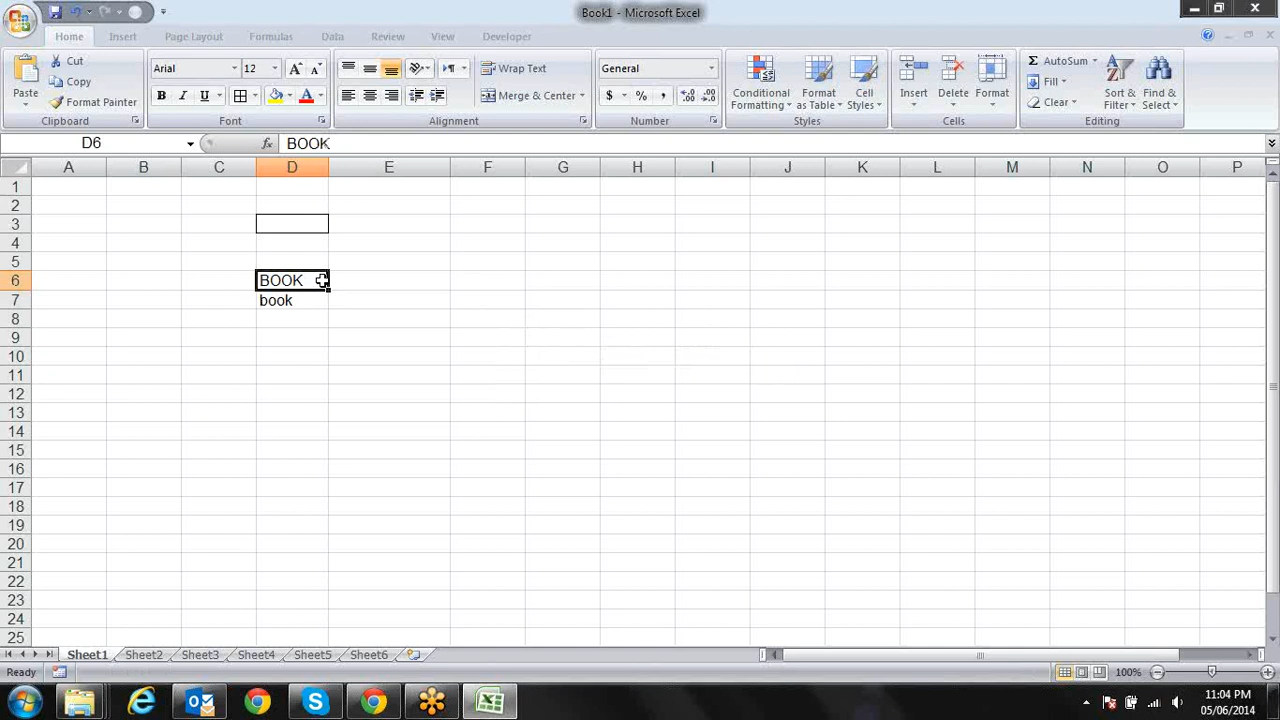 Book1 - Microsoft Excel
Home Insert Page Layout Formulas Data Review View Developer
Paste
Cut
Copy
Format Painter
Clipboard
Arial 12
B I U
Font
Wrap Text
Merge & Center
Alignment
General
$ % ,
Number
Conditional Formatting
Format as Table
Cell Styles
Styles
Insert Delete Format
Cells
AutoSum
Fill
Clear
Sort & Filter
Find & Select
Editing
D6 fx BOOK
A B C D E F G H I J K L M N O P
1
2
3
4
5
6 BOOK
7 book
8
9
10
11
12
13
14
15
16
17
18
19
20
21
22
23
24
25
Sheet1 Sheet2 Sheet3 Sheet4 Sheet5 Sheet6
Ready 100%
11:04 PM
05/06/2014